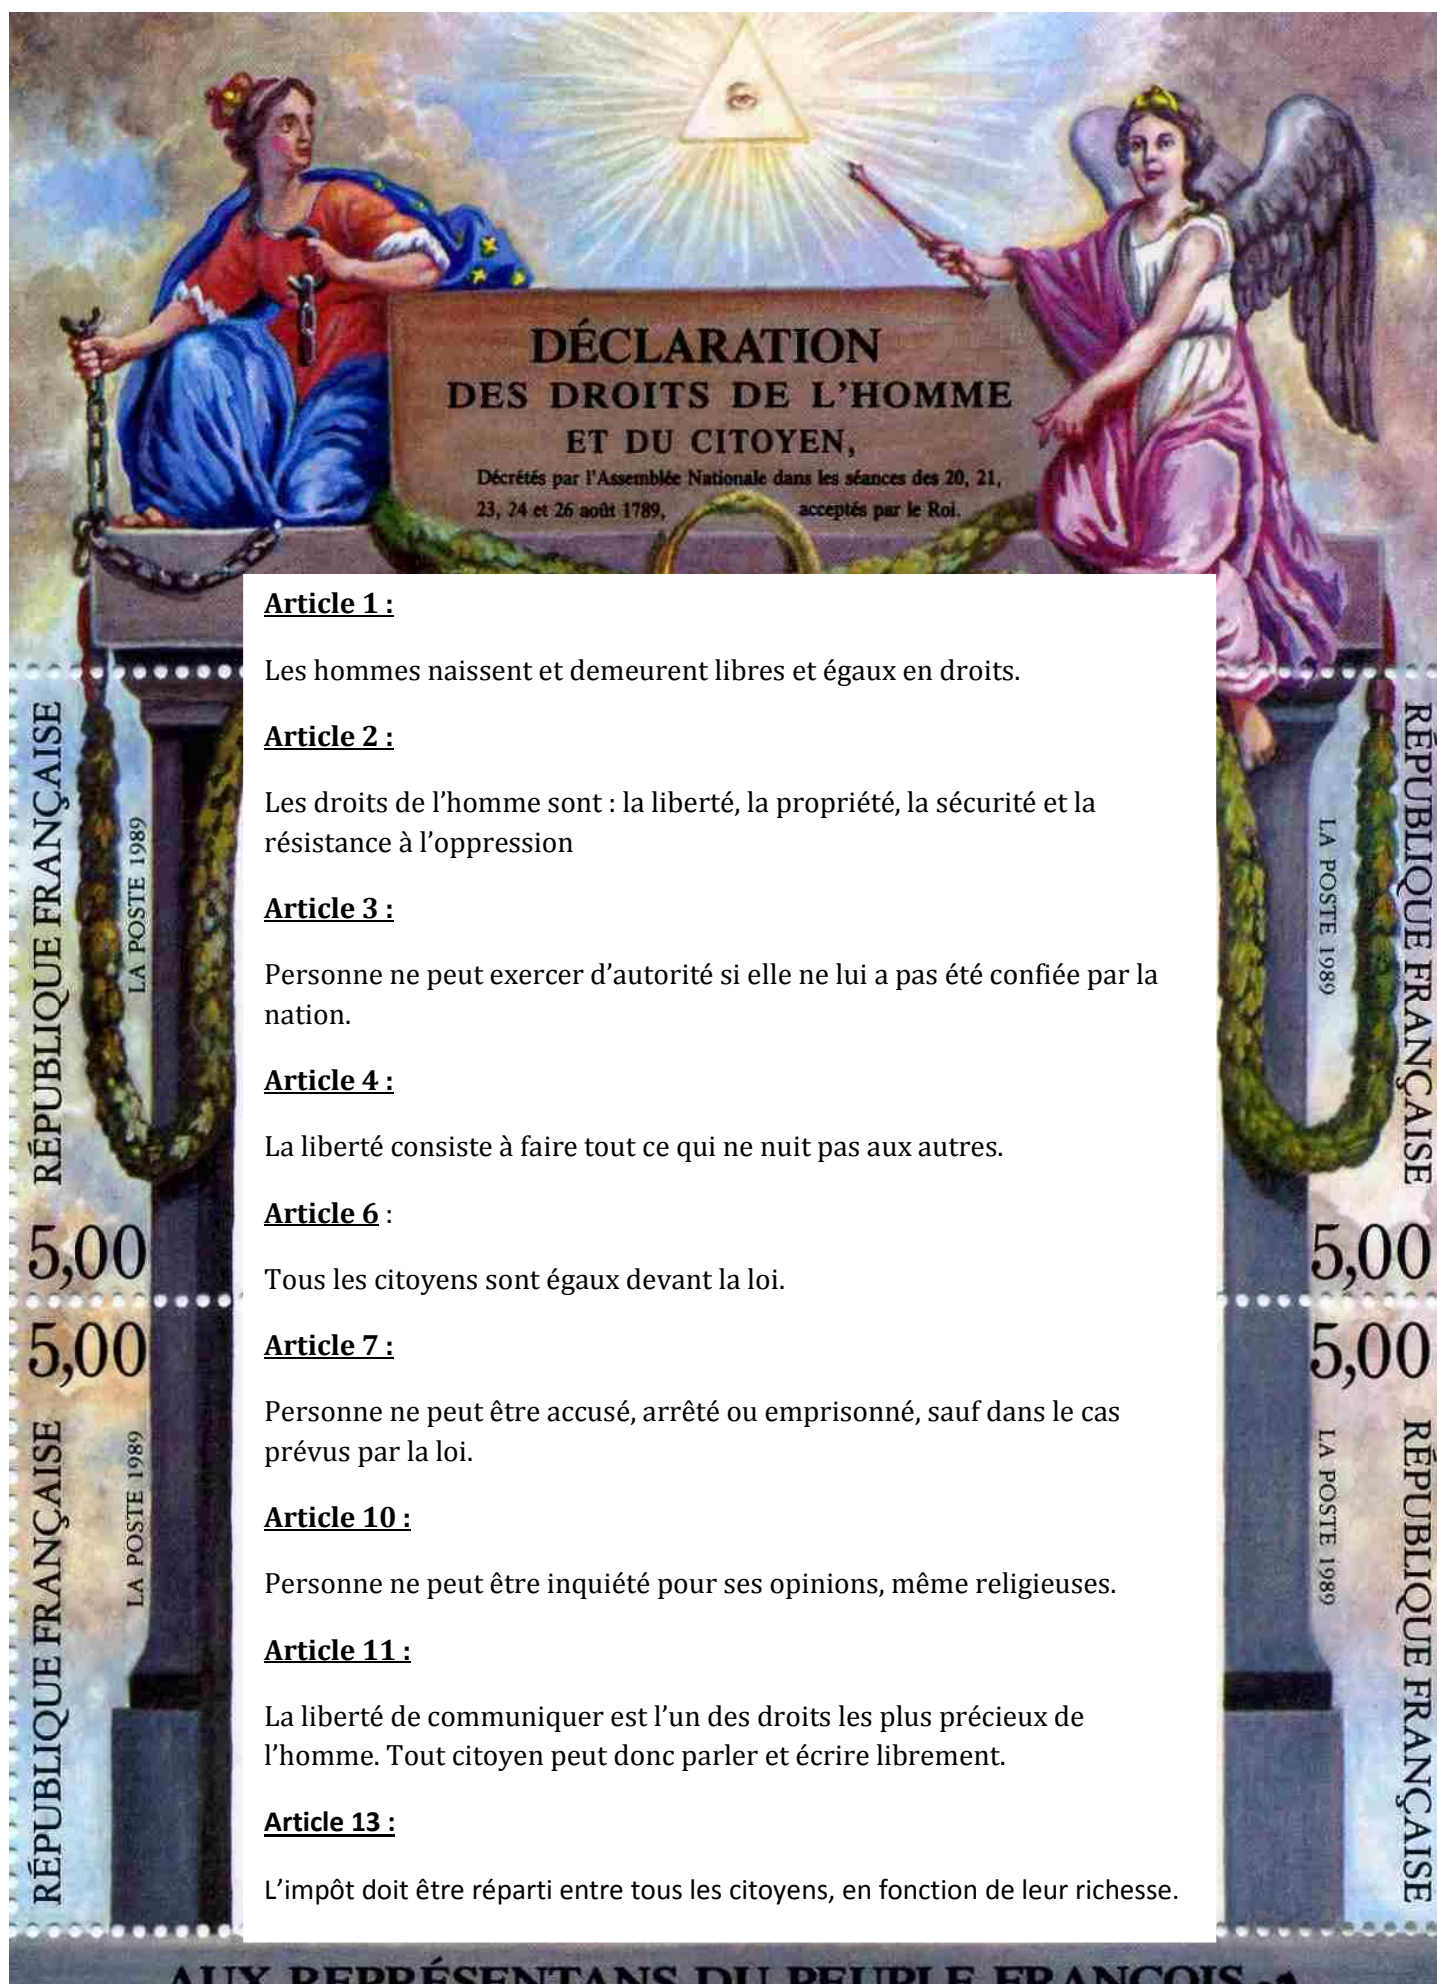 DÉCLARATION
DES DROITS DE L'HOMME
ET DU CITOYEN,
Décrétés par l'Assemblée Nationale dans les séances des 20, 21,
23, 24 et 26 août 1789, acceptés par le Roi.
Article 1 :
Les hommes naissent et demeurent libres et égaux en droits.
Article 2 :
Les droits de l’homme sont : la liberté, la propriété, la sécurité et la
résistance à l’oppression
Article 3 :
Personne ne peut exercer d’autorité si elle ne lui a pas été confiée par la
nation.
Article 4 :
La liberté consiste à faire tout ce qui ne nuit pas aux autres.
Article 6 :
Tous les citoyens sont égaux devant la loi.
Article 7 :
Personne ne peut être accusé, arrêté ou emprisonné, sauf dans le cas
prévus par la loi.
Article 10 :
Personne ne peut être inquiété pour ses opinions, même religieuses.
Article 11 :
La liberté de communiquer est l’un des droits les plus précieux de
l’homme. Tout citoyen peut donc parler et écrire librement.
Article 13 :
L’impôt doit être réparti entre tous les citoyens, en fonction de leur richesse.
RÉPUBLIQUE FRANÇAISE
LA POSTE 1989
5,00
5,00
RÉPUBLIQUE FRANÇAISE
LA POSTE 1989
RÉPUBLIQUE FRANÇAISE
LA POSTE 1989
5,00
5,00
RÉPUBLIQUE FRANÇAISE
LA POSTE 1989
AUX REPRÉSENTANS DU PEUPLE FRANÇOIS